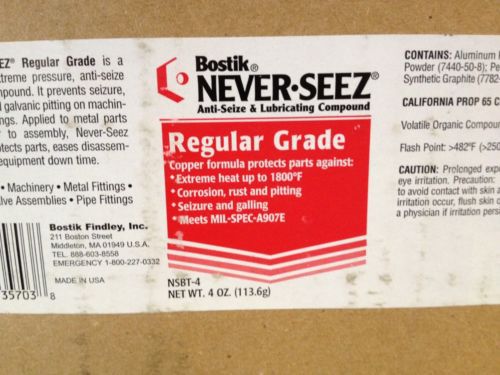 EEZ® Regular Grade is a
treme pressure, anti-seize
pound. It prevents seizure,
galvanic pitting on machin-
ngs. Applied to metal parts
to assembly, Never-Seez
tects parts, eases disassem-
equipment down time.
• Machinery • Metal Fittings •
lve Assemblies • Pipe Fittings
Bostik Findley, Inc.
211 Boston Street
Middleton, MA 01949 U.S.A.
TEL. 888-603-8558
EMERGENCY 1-800-227-0332
MADE IN USA
35703 8
Bostik®
NEVER•SEEZ®
Anti-Seize & Lubricating Compound
Regular Grade
Copper formula protects parts against:
•Extreme heat up to 1800°F
•Corrosion, rust and pitting
•Seizure and galling
•Meets MIL-SPEC-A907E
NSBT-4
NET WT. 4 OZ. (113.6g)
CONTAINS: Aluminum
Powder (7440-50-8); Pe
Synthetic Graphite (7782
CALIFORNIA PROP 65 D
Volatile Organic Compoun
Flash Point: >482°F (>250
CAUTION: Prolonged expo
eye irritation. Precaution:
to avoid contact with skin a
irritation occur, flush skin o
a physician if irritation pers